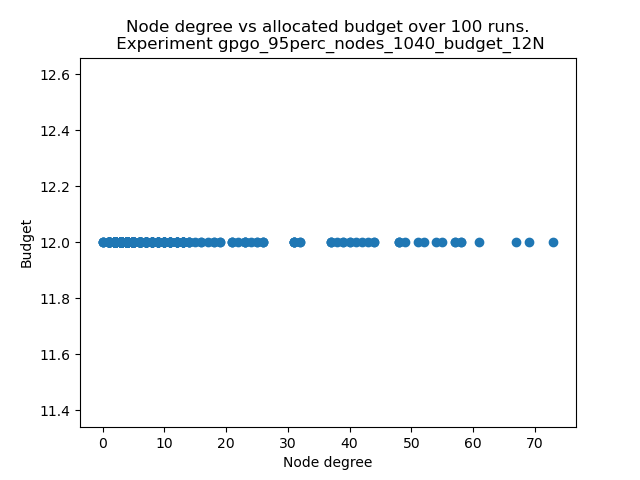 Node degree vs allocated budget over 100 runs.
Experiment gpgo_95perc_nodes_1040_budget_12N
12.6
12.4
12.2
12.0
11.8
11.6
11.4
Budget
0 10 20 30 40 50 60 70
Node degree